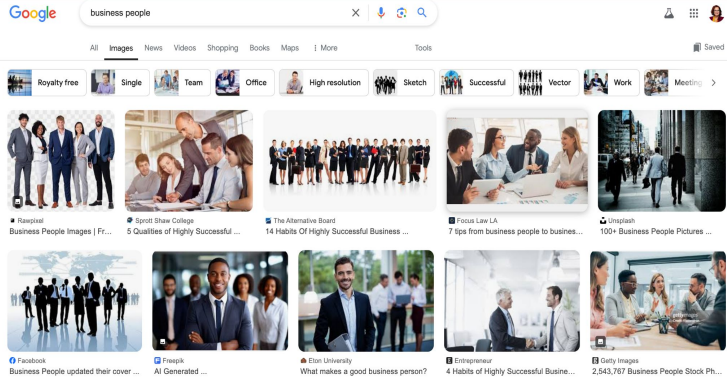 Google
business people
All Images News Videos Shopping Books Maps More Tools
Saved
Royalty free Single Team Office High resolution Sketch Successful Vector Work Meeting
Rawpixel
Business People Images | Fr...
Sprott Shaw College
5 Qualities of Highly Successful ...
The Alternative Board
14 Habits Of Highly Successful Business ...
Focus Law LA
7 tips from business people to busines...
Unsplash
100+ Business People Pictures ...
Facebook
Business People updated their cover ...
Freepik
AI Generated ...
Eton University
What makes a good business person?
Entrepreneur
4 Habits of Highly Successful Busine...
gettyimages
Getty Images
2,543,767 Business People Stock Ph...